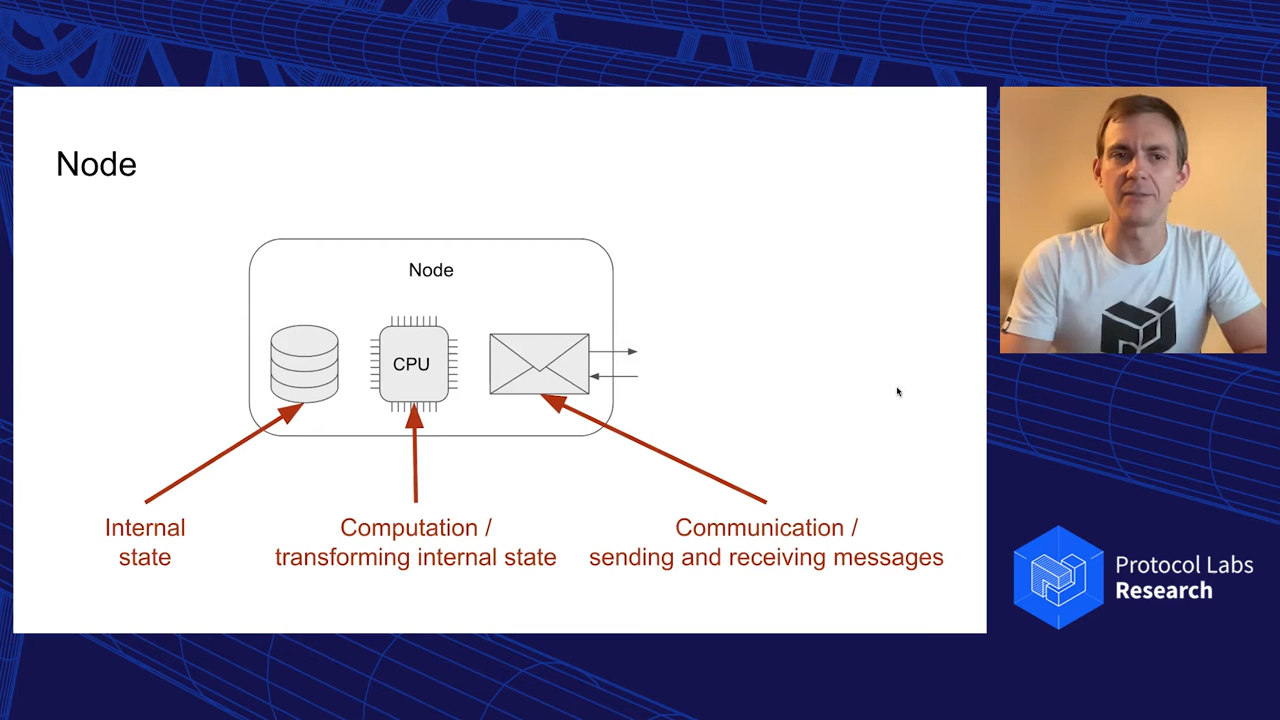 Node
Node
CPU
Internal
state
Computation /
transforming internal state
Communication /
sending and receiving messages
Protocol Labs
Research